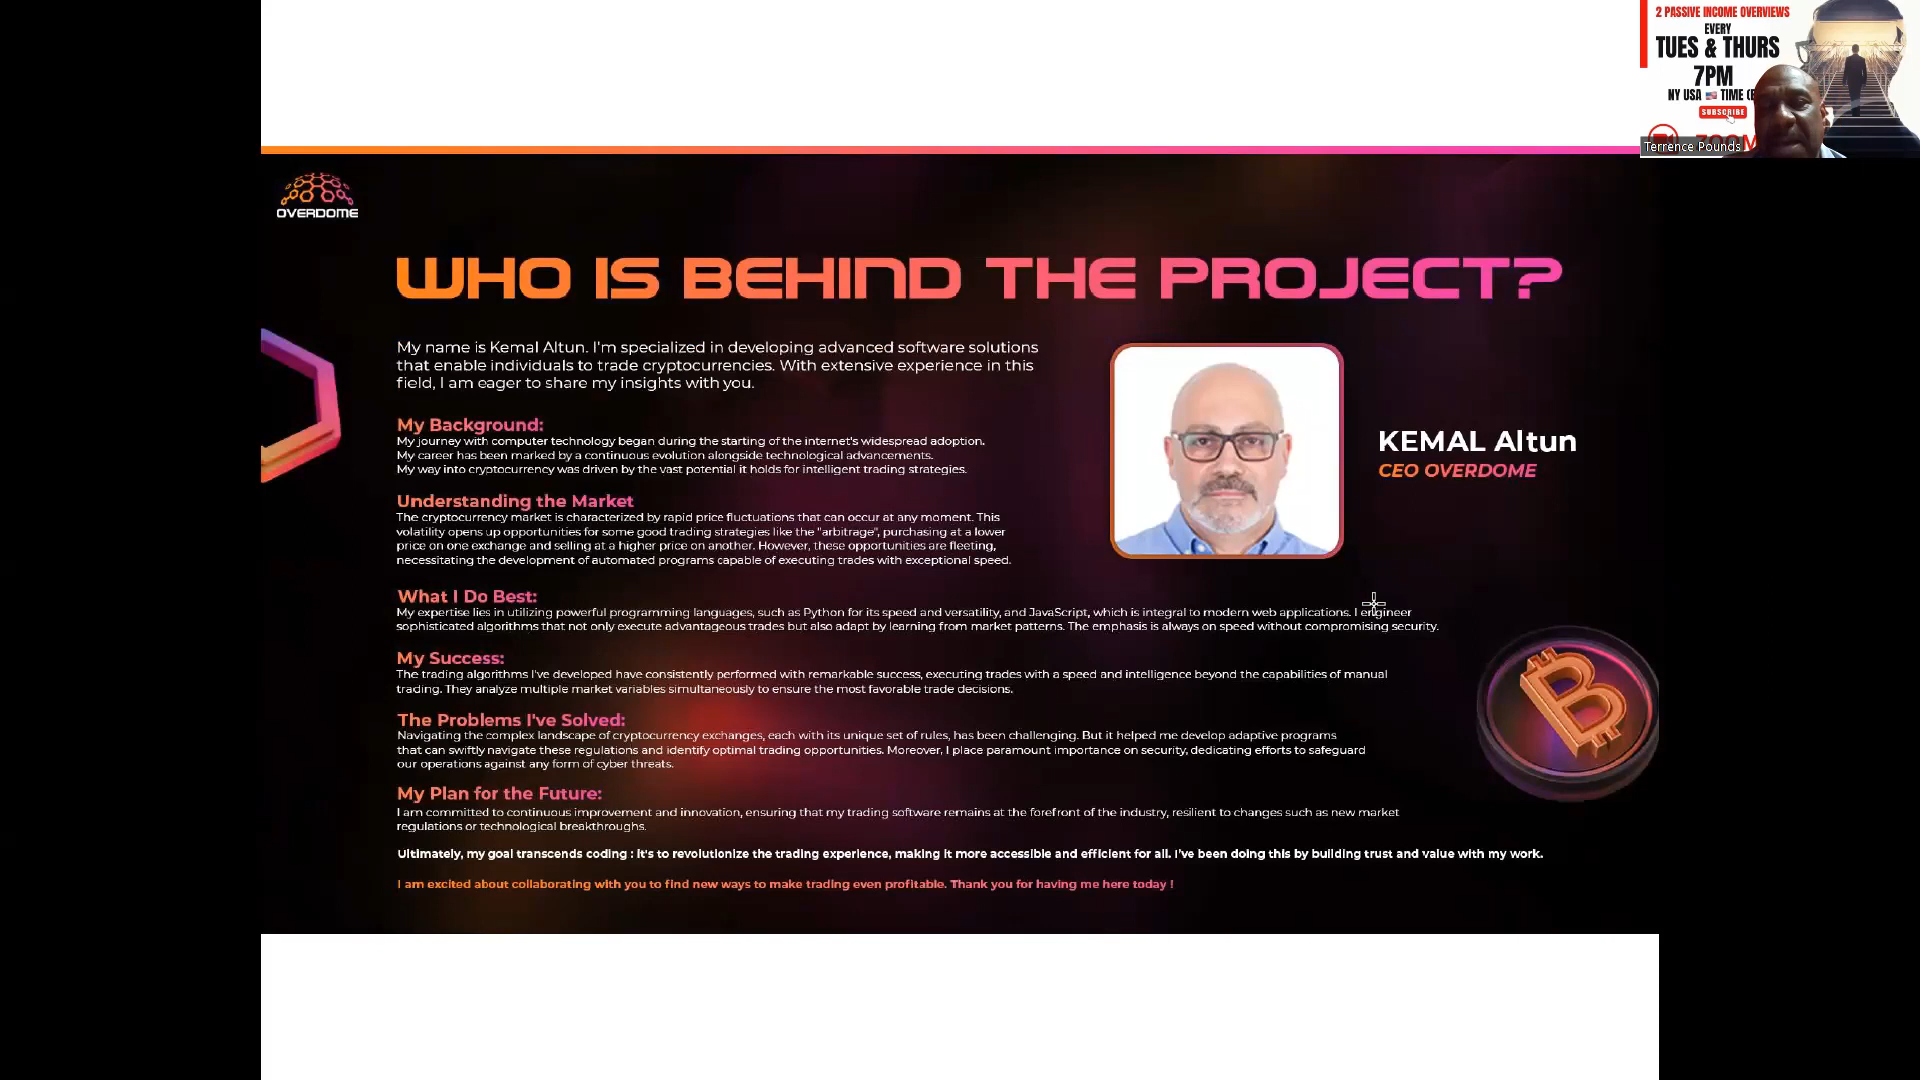 2 PASSIVE INCOME OVERVIEWS
EVERY
TUES & THURS
7PM
NY USA TIME
SUBSCRIBE
Terrence Pounds
OVERDOME
WHO IS BEHIND THE PROJECT?
My name is Kemal Altun. I'm specialized in developing advanced software solutions
that enable individuals to trade cryptocurrencies. With extensive experience in this
field, I am eager to share my insights with you.
My Background:
My journey with computer technology began during the starting of the internet's widespread adoption.
My career has been marked by a continuous evolution alongside technological advancements.
My way into cryptocurrency was driven by the vast potential it holds for intelligent trading strategies.
KEMAL Altun
CEO OVERDOME
Understanding the Market
The cryptocurrency market is characterized by rapid price fluctuations that can occur at any moment. This
volatility opens up opportunities for some good trading strategies like the "arbitrage", purchasing at a lower
price on one exchange and selling at a higher price on another. However, these opportunities are fleeting,
necessitating the development of automated programs capable of executing trades with exceptional speed.
What I Do Best:
My expertise lies in utilizing powerful programming languages, such as Python for its speed and versatility, and JavaScript, which is integral to modern web applications. I engineer
sophisticated algorithms that not only execute advantageous trades but also adapt by learning from market patterns. The emphasis is always on speed without compromising security.
My Success:
The trading algorithms I've developed have consistently performed with remarkable success, executing trades with a speed and intelligence beyond the capabilities of manual
trading. They analyze multiple market variables simultaneously to ensure the most favorable trade decisions.
The Problems I've Solved:
Navigating the complex landscape of cryptocurrency exchanges, each with its unique set of rules, has been challenging. But it helped me develop adaptive programs
that can swiftly navigate these regulations and identify optimal trading opportunities. Moreover, I place paramount importance on security, dedicating efforts to safeguard
our operations against any form of cyber threats.
My Plan for the Future:
I am committed to continuous improvement and innovation, ensuring that my trading software remains at the forefront of the industry, resilient to changes such as new market
regulations or technological breakthroughs.
Ultimately, my goal transcends coding : it's to revolutionize the trading experience, making it more accessible and efficient for all. I've been doing this by building trust and value with my work.
I am excited about collaborating with you to find new ways to make trading even profitable. Thank you for having me here today !